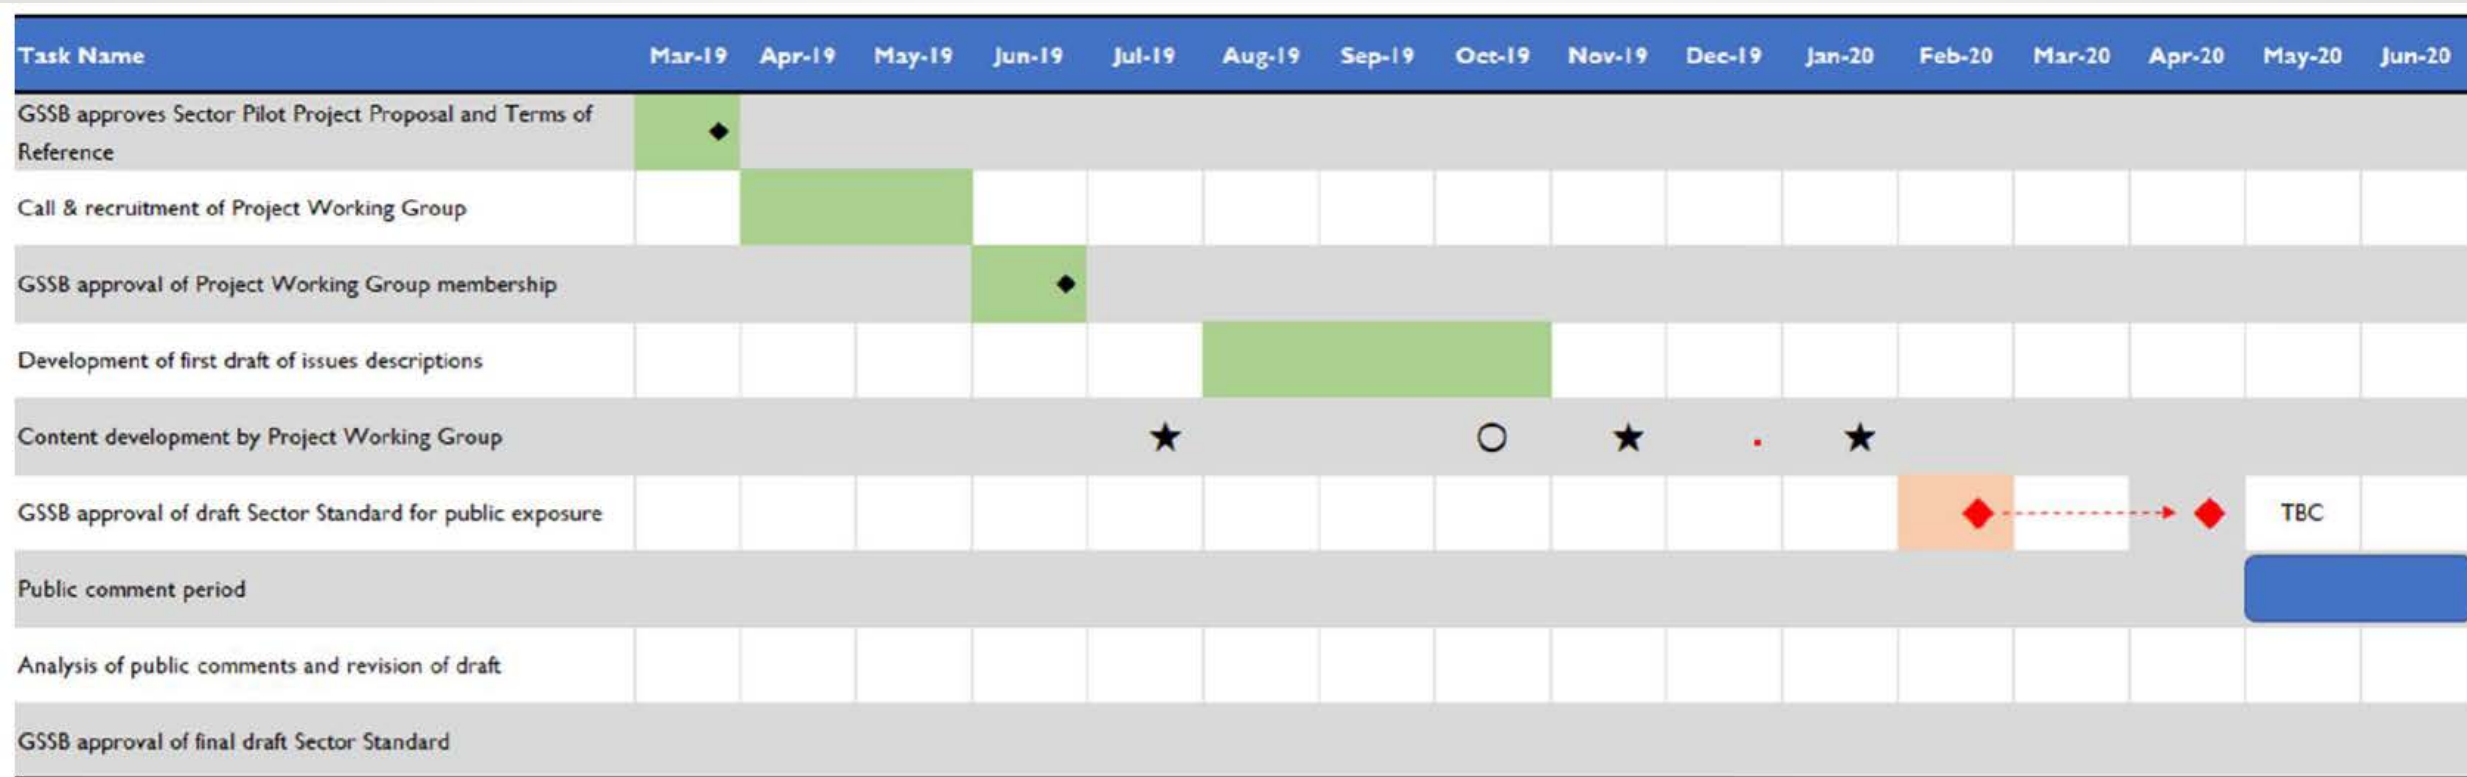 Task Name Mar-19 Apr-19 May-19 Jun-19 Jul-19 Aug-19 Sep-19 Oct-19 Nov-19 Dec-19 Jan-20 Feb-20 Mar-20 Apr-20 May-20 Jun-20
GSSB approves Sector Pilot Project Proposal and Terms of
Reference
Call & recruitment of Project Working Group
GSSB approval of Project Working Group membership
Development of first draft of issues descriptions
Content development by Project Working Group
GSSB approval of draft Sector Standard for public exposure TBC
Public comment period
Analysis of public comments and revision of draft
GSSB approval of final draft Sector Standard